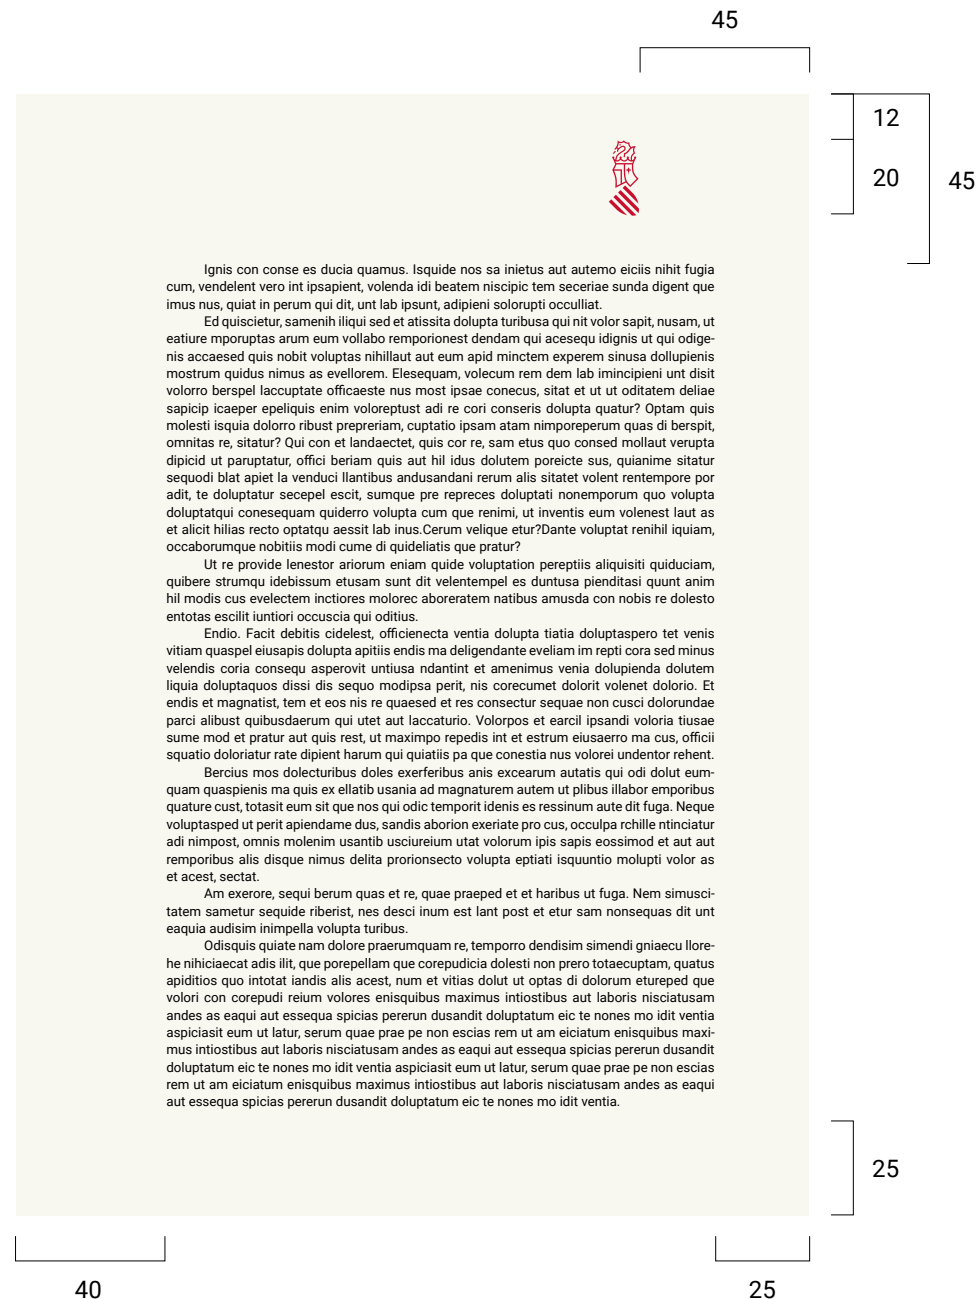 45
12
20
45
Ignis con conse es ducia quamus. Isquide nos sa inietus aut autemo eiciis nihit fugia
cum, vendelent vero int ipsapient, volenda idi beatem niscipic tem seceriae sunda digent que
imus nus, quiat in perum qui dit, unt lab ipsunt, adipieni solorupti occulliat.
Ed quiscietur, samenih iliqui sed et atissita dolupta turibusa qui nit volor sapit, nusam, ut
eatiure mporuptas arum eum vollabo remporionest dendam qui acesequ idignis ut qui odige-
nis accaesed quis nobit voluptas nihillaut aut eum apid minctem experem sinusa dollupienis
mostrum quidus nimus as evellorem. Elesequam, volecum rem dem lab imincipieni unt disit
volorro berspel laccuptate officaeste nus most ipsae conecus, sitat et ut ut oditatem deliae
sapicip icaeper epeliquis enim voloreptust adi re cori conseris dolupta quatur? Optam quis
molesti isquia dolorro ribust prepreriam, cuptatio ipsam atam nimporeperum quas di berspit,
omnitas re, sitatur? Qui con et landaectet, quis cor re, sam etus quo consed mollaut verupta
dipicid ut paruptatur, offici beriam quis aut hil idus dolutem poreicte sus, quianime sitatur
sequodi blat apiet la venduci llantibus andusandani rerum alis sitatet volent rentempore por
adit, te doluptatur secepel escit, sumque pre repreces doluptati nonemporum quo volupta
doluptatqui conesequam quiderro volupta cum que renimi, ut inventis eum volenest laut as
et alicit hilias recto optatqu aessit lab inus.Cerum velique etur?Dante voluptat renihil iquiam,
occaborumque nobitiis modi cume di quideliatis que pratur?
Ut re provide lenestor ariorum eniam quide voluptation pereptiis aliquisiti quiduciam,
quibere strumqu idebissum etusam sunt dit velentempel es duntusa pienditasi quunt anim
hil modis cus evelectem inctiores molorec aboreratem natibus amusda con nobis re dolesto
entotas escilit iuntiori occuscia qui oditius.
Endio. Facit debitis cidelest, officienecta ventia dolupta tiatia doluptaspero tet venis
vitiam quaspel eiusapis dolupta apitiis endis ma deligendante eveliam im repti cora sed minus
velendis coria consequ asperovit untiusa ndantint et amenimus venia dolupienda dolutem
liquia doluptaquos dissi dis sequo modipsa perit, nis corecumet dolorit volenet dolorio. Et
endis et magnatist, tem et eos nis re quaesed et res consectur sequae non cusci dolorundae
parci alibust quibusdaerum qui utet aut laccaturio. Volorpos et earcil ipsandi voloria tiusae
sume mod et pratur aut quis rest, ut maximpo repedis int et estrum eiusaerro ma cus, officii
squatio doloriatur rate dipient harum qui quiatiis pa que conestia nus volorei undentor rehent.
Bercius mos dolecturibus doles exerferibus anis excearum autatis qui odi dolut eum-
quam quaspienis ma quis ex ellatib usania ad magnaturem autem ut plibus illabor emporibus
quature cust, totasit eum sit que nos qui odic temporit idenis es ressinum aute dit fuga. Neque
voluptasped ut perit apiendame dus, sandis aborion exeriate pro cus, occulpa rchille ntinciatur
adi nimpost, omnis molenim usantib usciureium utat volorum ipis sapis eossimod et aut aut
remporibus alis disque nimus delita prorionsecto volupta eptiati isquuntio molupti volor as
et acest, sectat.
Am exerore, sequi berum quas et re, quae praeped et et haribus ut fuga. Nem simusci-
tatem sametur sequide riberist, nes desci inum est lant post et etur sam nonsequas dit unt
eaquia audisim inimpella volupta turibus.
Odisquis quiate nam dolore praerumquam re, temporro dendisim simendi gniaecu llore-
he nihiciaecat adis ilit, que porepellam que corepudicia dolesti non prero totaecuptam, quatus
apiditios quo intotat iandis alis acest, num et vitias dolut ut optas di dolorum etureped que
volori con corepudi reium volores enisquibus maximus intiostibus aut laboris nisciatusam
andes as eaqui aut essequa spicias pererun dusandit doluptatum eic te nones mo idit ventia
aspiciasit eum ut latur, serum quae prae pe non escias rem ut am eiciatum enisquibus maxi-
mus intiostibus aut laboris nisciatusam andes as eaqui aut essequa spicias pererun dusandit
doluptatum eic te nones mo idit ventia aspiciasit eum ut latur, serum quae prae pe non escias
rem ut am eiciatum enisquibus maximus intiostibus aut laboris nisciatusam andes as eaqui
aut essequa spicias pererun dusandit doluptatum eic te nones mo idit ventia.
25
40
25